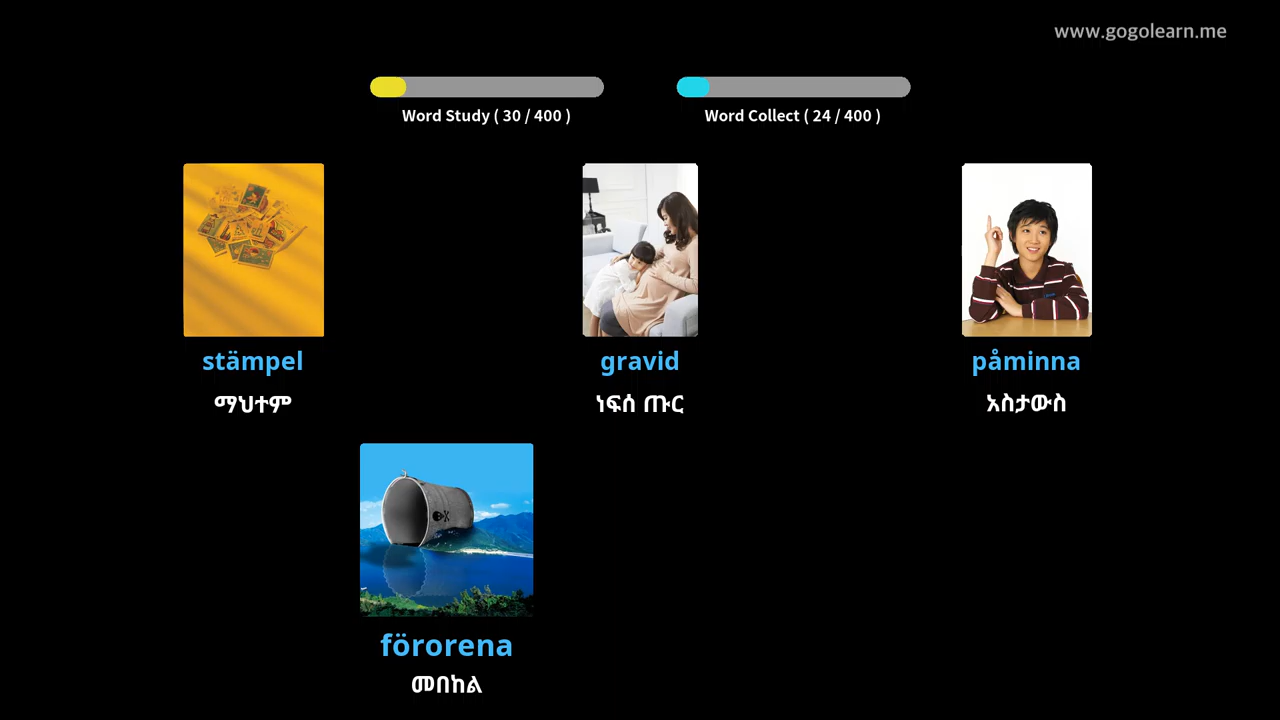 www.gogolearn.me
Word Study ( 30 / 400 )
Word Collect ( 24 / 400 )
stämpel
gravid
påminna
ማህተም
ነፍሰ ጡር
አስታውስ
förorena
መበከል